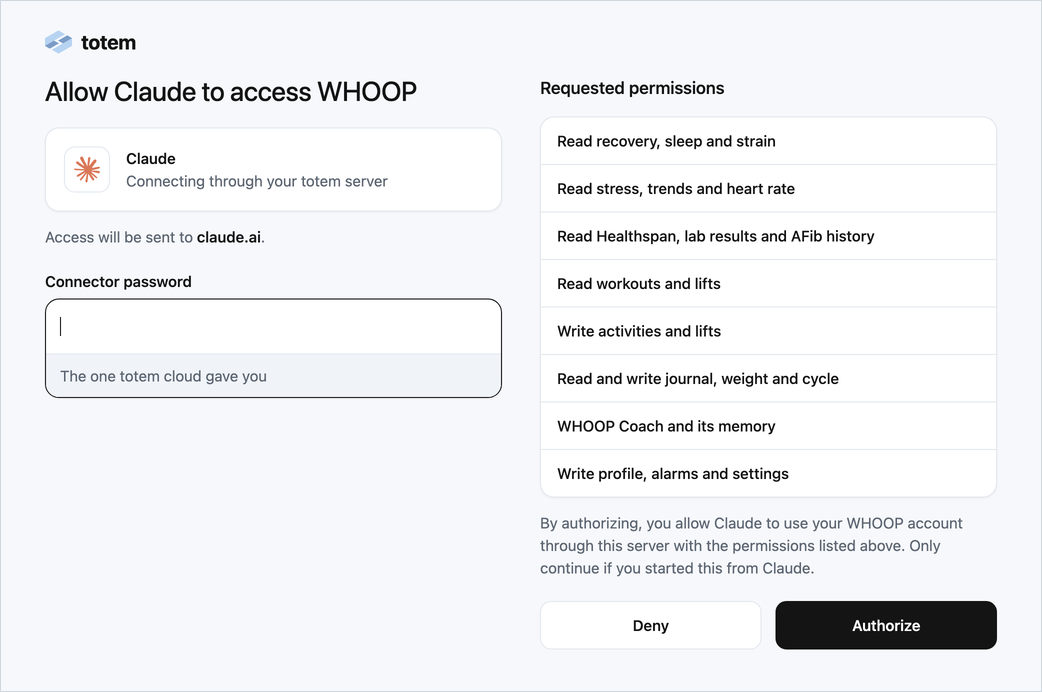 totem
Allow Claude to access WHOOP
Claude
Connecting through your totem server
Access will be sent to claude.ai.
Connector password
The one totem cloud gave you
Requested permissions
Read recovery, sleep and strain
Read stress, trends and heart rate
Read Healthspan, lab results and AFib history
Read workouts and lifts
Write activities and lifts
Read and write journal, weight and cycle
WHOOP Coach and its memory
Write profile, alarms and settings
By authorizing, you allow Claude to use your WHOOP account
through this server with the permissions listed above. Only
continue if you started this from Claude.
Deny
Authorize